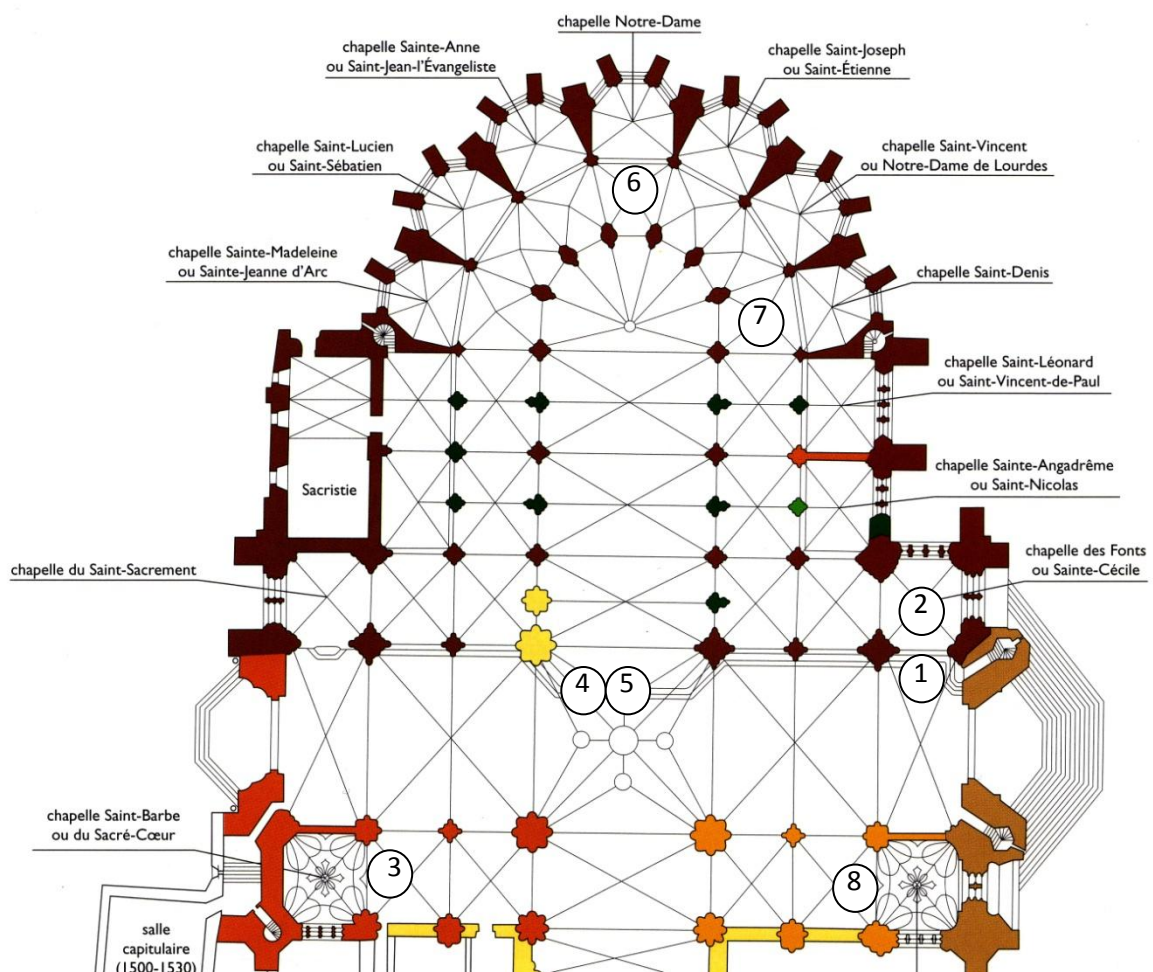 chapelle Notre-Dame
chapelle Sainte-Anne
ou Saint-Jean-l'Évangeliste
chapelle Saint-Joseph
ou Saint-Étienne
chapelle Saint-Lucien
ou Saint-Sébatien
chapelle Saint-Vincent
ou Notre-Dame de Lourdes
6
chapelle Sainte-Madeleine
ou Sainte-Jeanne d'Arc
chapelle Saint-Denis
7
chapelle Saint-Léonard
ou Saint-Vincent-de-Paul
Sacristie
chapelle Sainte-Angadrême
ou Saint-Nicolas
chapelle du Saint-Sacrement
chapelle des Fonts
ou Sainte-Cécile
2
1
4
5
chapelle Saint-Barbe
ou du Sacré-Cœur
3
8
salle
capitulaire
(1500-1530)